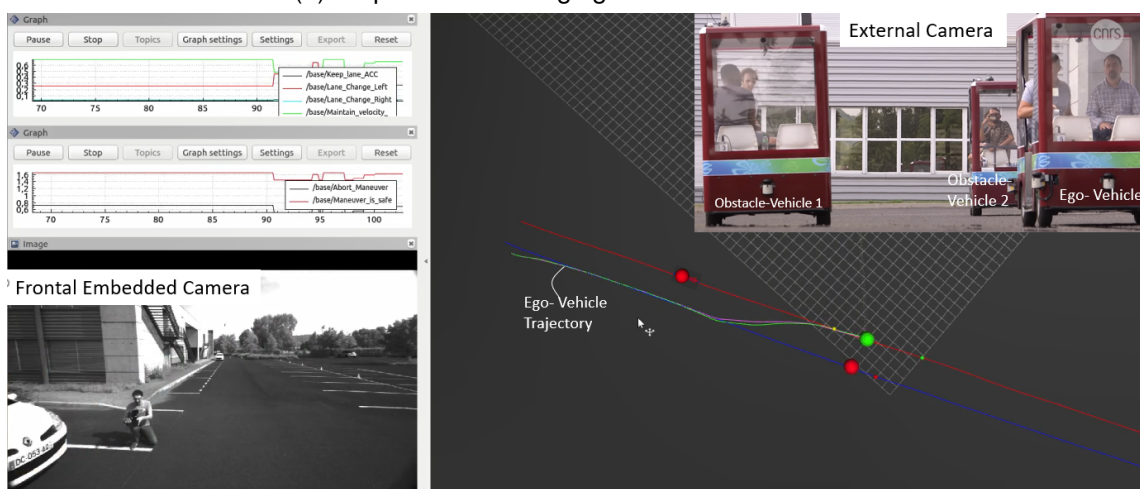 Graph
Pause Stop Topics Graph settings Settings Export Reset
0,6
0,5
0,4
0,3
0,1
/base/Keep_lane_ACC
/base/Lane_Change_Left
/base/Lane_Change_Right
/base/Maintain_velocity_
70 75 80 85 90
Graph
Pause Stop Topics Graph settings Settings Export Reset
1,6
1,4
1,2
1
0,8
0,6
/base/Abort_Maneuver
/base/Maneuver_is_safe
70 75 80 85 90 95 100
Image
Frontal Embedded Camera
External Camera
cnrs
Obstacle-Vehicle 1
Obstacle-
Vehicle 2
Ego- Vehicle
Ego- Vehicle
Trajectory